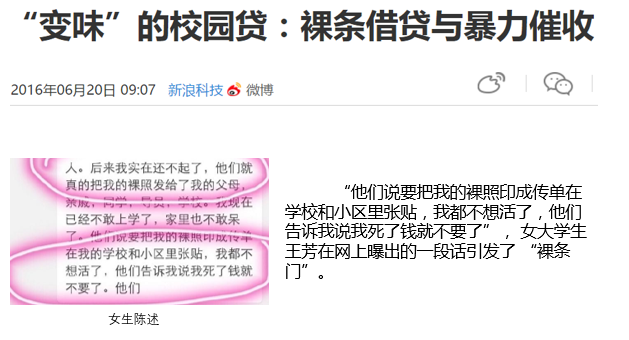 “变味”的校园贷：裸条借贷与暴力催收
2016年06月20日 09:07 新浪科技 微博
人。后来我实在还不起了，他们就
真的把我的裸照发给了我的父母，
亲戚，同学，导员，学校。我现在
已经不敢上学了，家里也不敢呆
了。他们说要把我的裸照印成传单
在我的学校和小区里张贴，我都不
想活了，他们告诉我说我死了钱就
不要了。他们
女生陈述
“他们说要把我的裸照印成传单在
学校和小区里张贴，我都不想活了，他们
告诉我说我死了钱就不要了”，女大学生
王芳在网上曝出的一段话引发了 “裸条
门”。